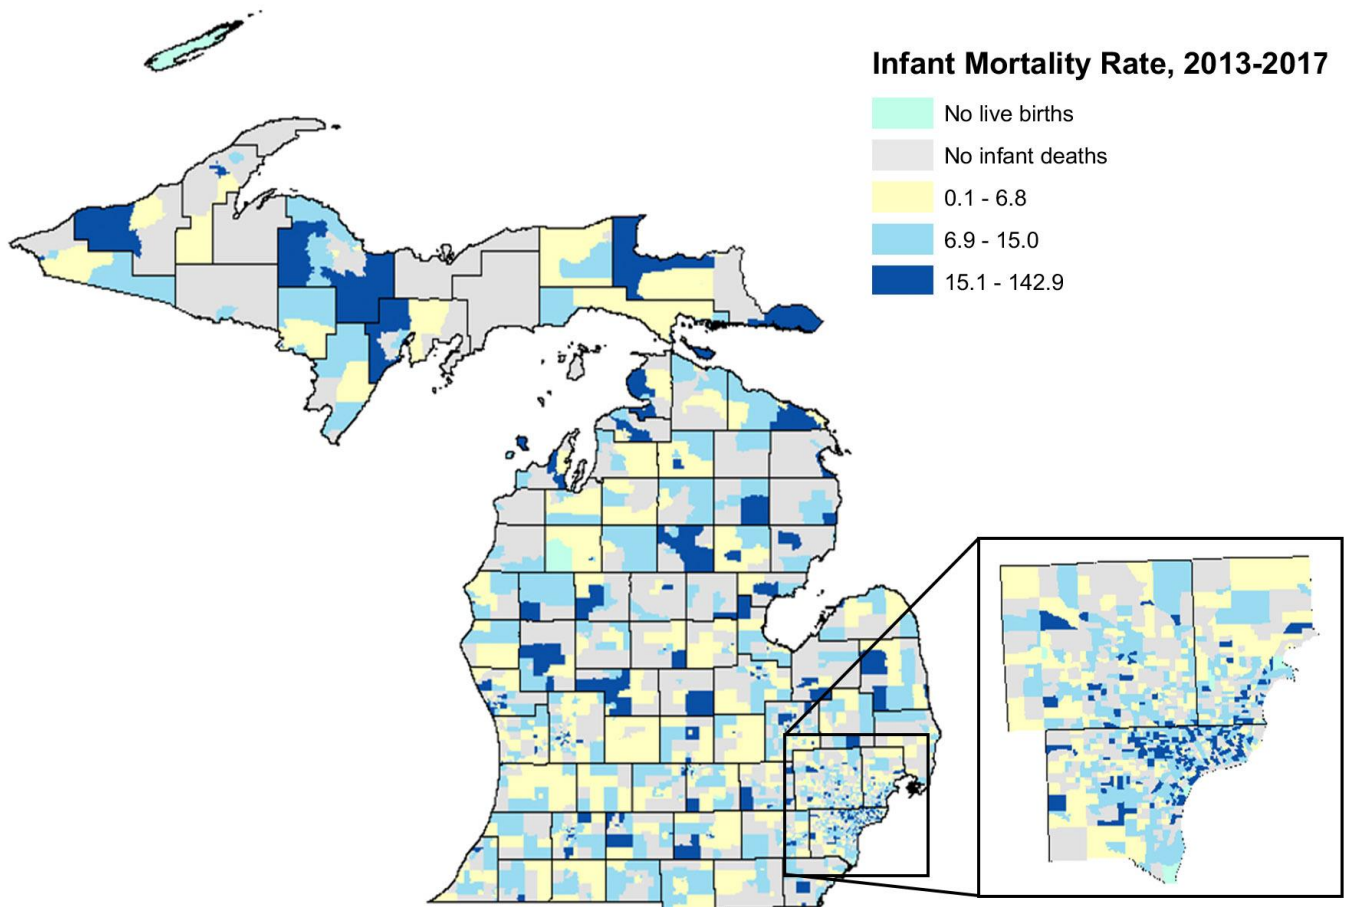 Infant Mortality Rate, 2013-2017
No live births
No infant deaths
0.1 - 6.8
6.9 - 15.0
15.1 - 142.9